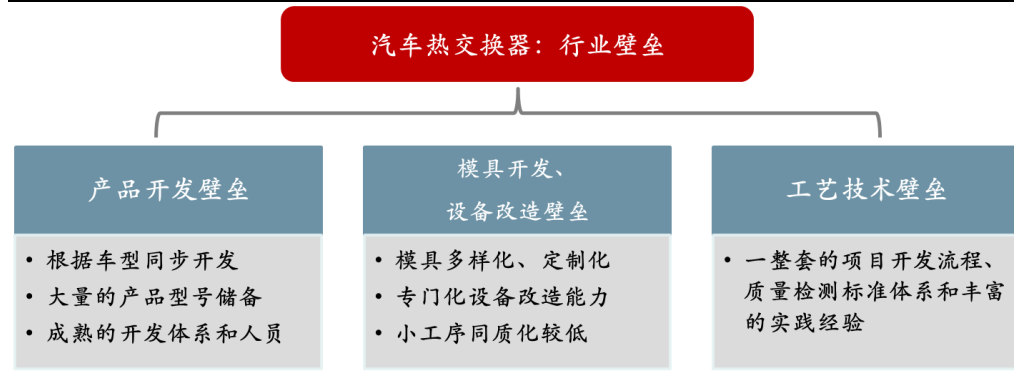 汽车热交换器：行业壁垒
产品开发壁垒
• 根据车型同步开发
• 大量的产品型号储备
• 成熟的开发体系和人员
模具开发、
设备改造壁垒
• 模具多样化、定制化
• 专门化设备改造能力
• 小工序同质化较低
工艺技术壁垒
• 一整套的项目开发流程、
质量检测标准体系和丰富
的实践经验